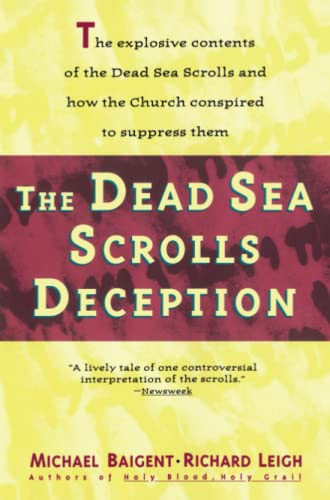 The explosive contents
of the Dead Sea Scrolls and
how the Church conspired
to suppress them
THE DEAD SEA
SCROLLS
DECEPTION
"A lively tale of one controversial
interpretation of the scrolls."
—Newsweek
MICHAEL BAIGENT · RICHARD LEIGH
Authors of Holy Blood, Holy Grail